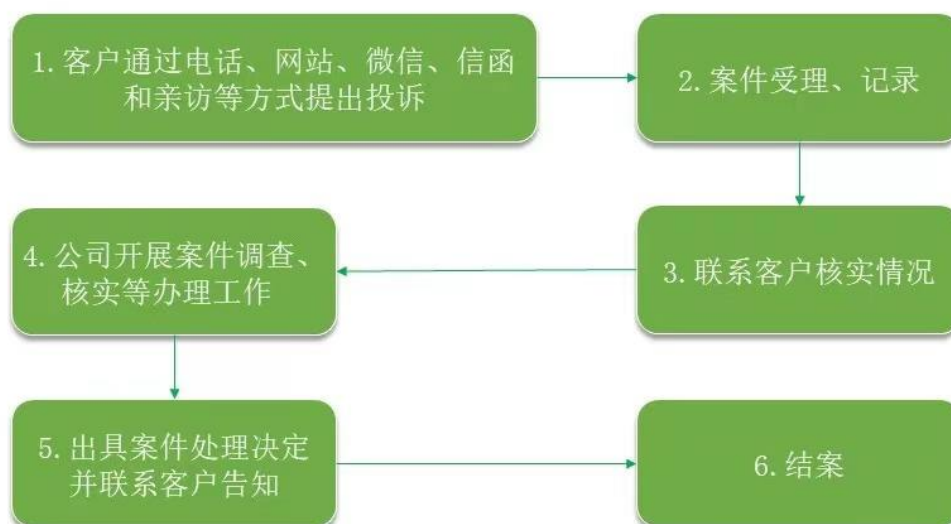 1.客户通过电话、网站、微信、信函
和亲访等方式提出投诉
2.案件受理、记录
3.联系客户核实情况
4.公司开展案件调查、
核实等办理工作
5.出具案件处理决定
并联系客户告知
6.结案